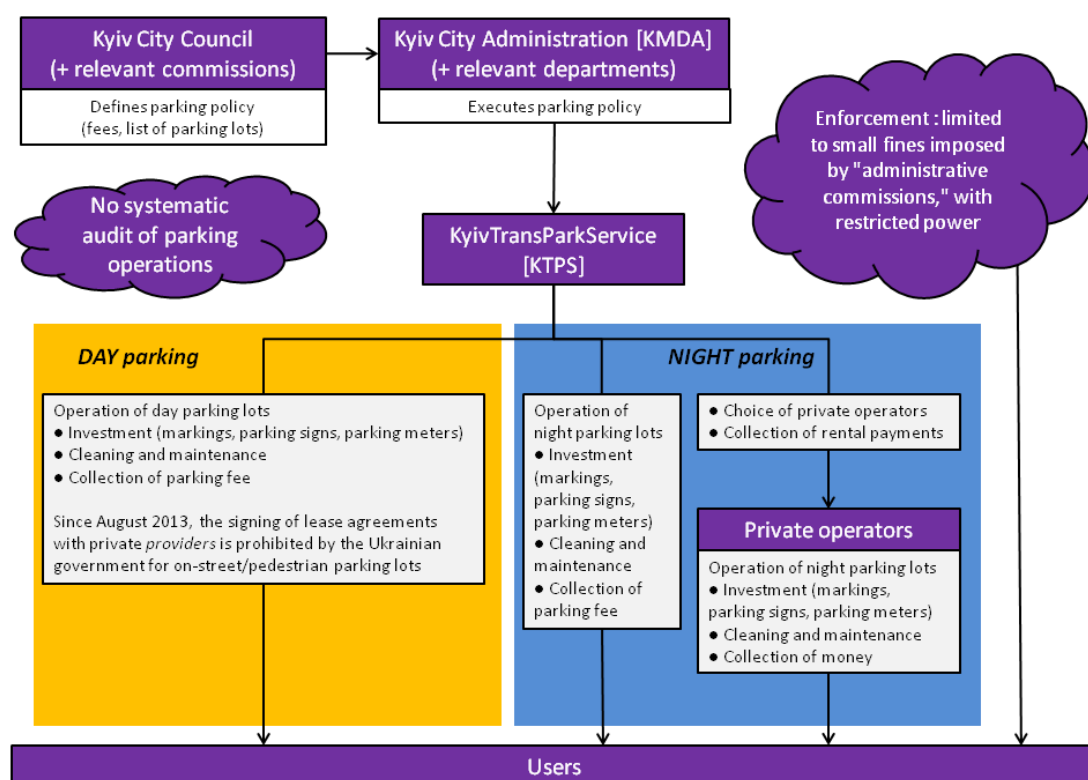 Kyiv City Council
(+ relevant commissions)
Defines parking policy
(fees, list of parking lots)
Kyiv City Administration [KMDA]
(+ relevant departments)
Executes parking policy
Enforcement : limited
to small fines imposed
by "administrative
commissions," with
restricted power
No systematic
audit of parking
operations
KyivTransParkService
[KTPS]
DAY parking
Operation of day parking lots
● Investment (markings, parking signs, parking meters)
● Cleaning and maintenance
● Collection of parking fee
Since August 2013, the signing of lease agreements
with private providers is prohibited by the Ukrainian
government for on-street/pedestrian parking lots
NIGHT parking
Operation of
night parking lots
● Investment
(markings,
parking signs,
parking meters)
● Cleaning and
maintenance
● Collection of
parking fee
● Choice of private operators
● Collection of rental payments
Private operators
Operation of night parking lots
● Investment (markings,
parking signs, parking meters)
● Cleaning and maintenance
● Collection of money
Users